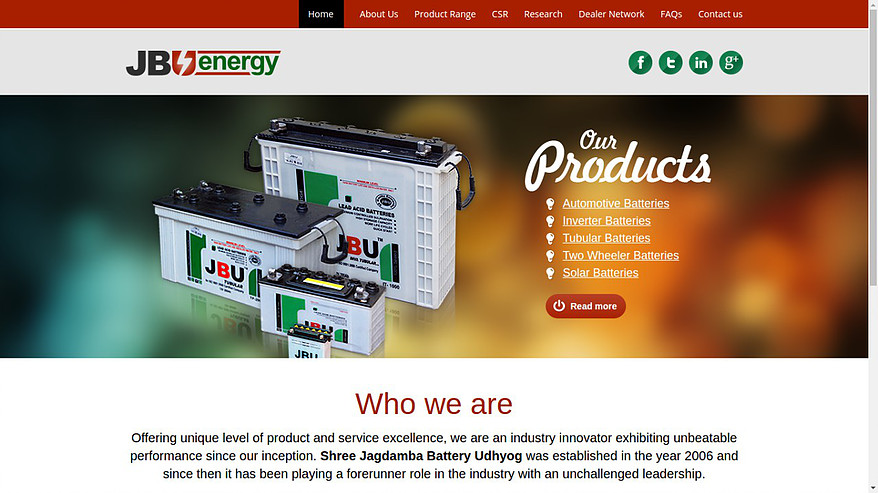 Home About Us Product Range CSR Research Dealer Network FAQs Contact us
JBU energy
f t in g+
Our
Products
Automotive Batteries
Inverter Batteries
Tubular Batteries
Two Wheeler Batteries
Solar Batteries
Read more
LEAD ACID BATTERIES
JBU
JBU
TUBULAR
JBU
JBU
Who we are
Offering unique level of product and service excellence, we are an industry innovator exhibiting unbeatable
performance since our inception. Shree Jagdamba Battery Udhyog was established in the year 2006 and
since then it has been playing a forerunner role in the industry with an unchallenged leadership.